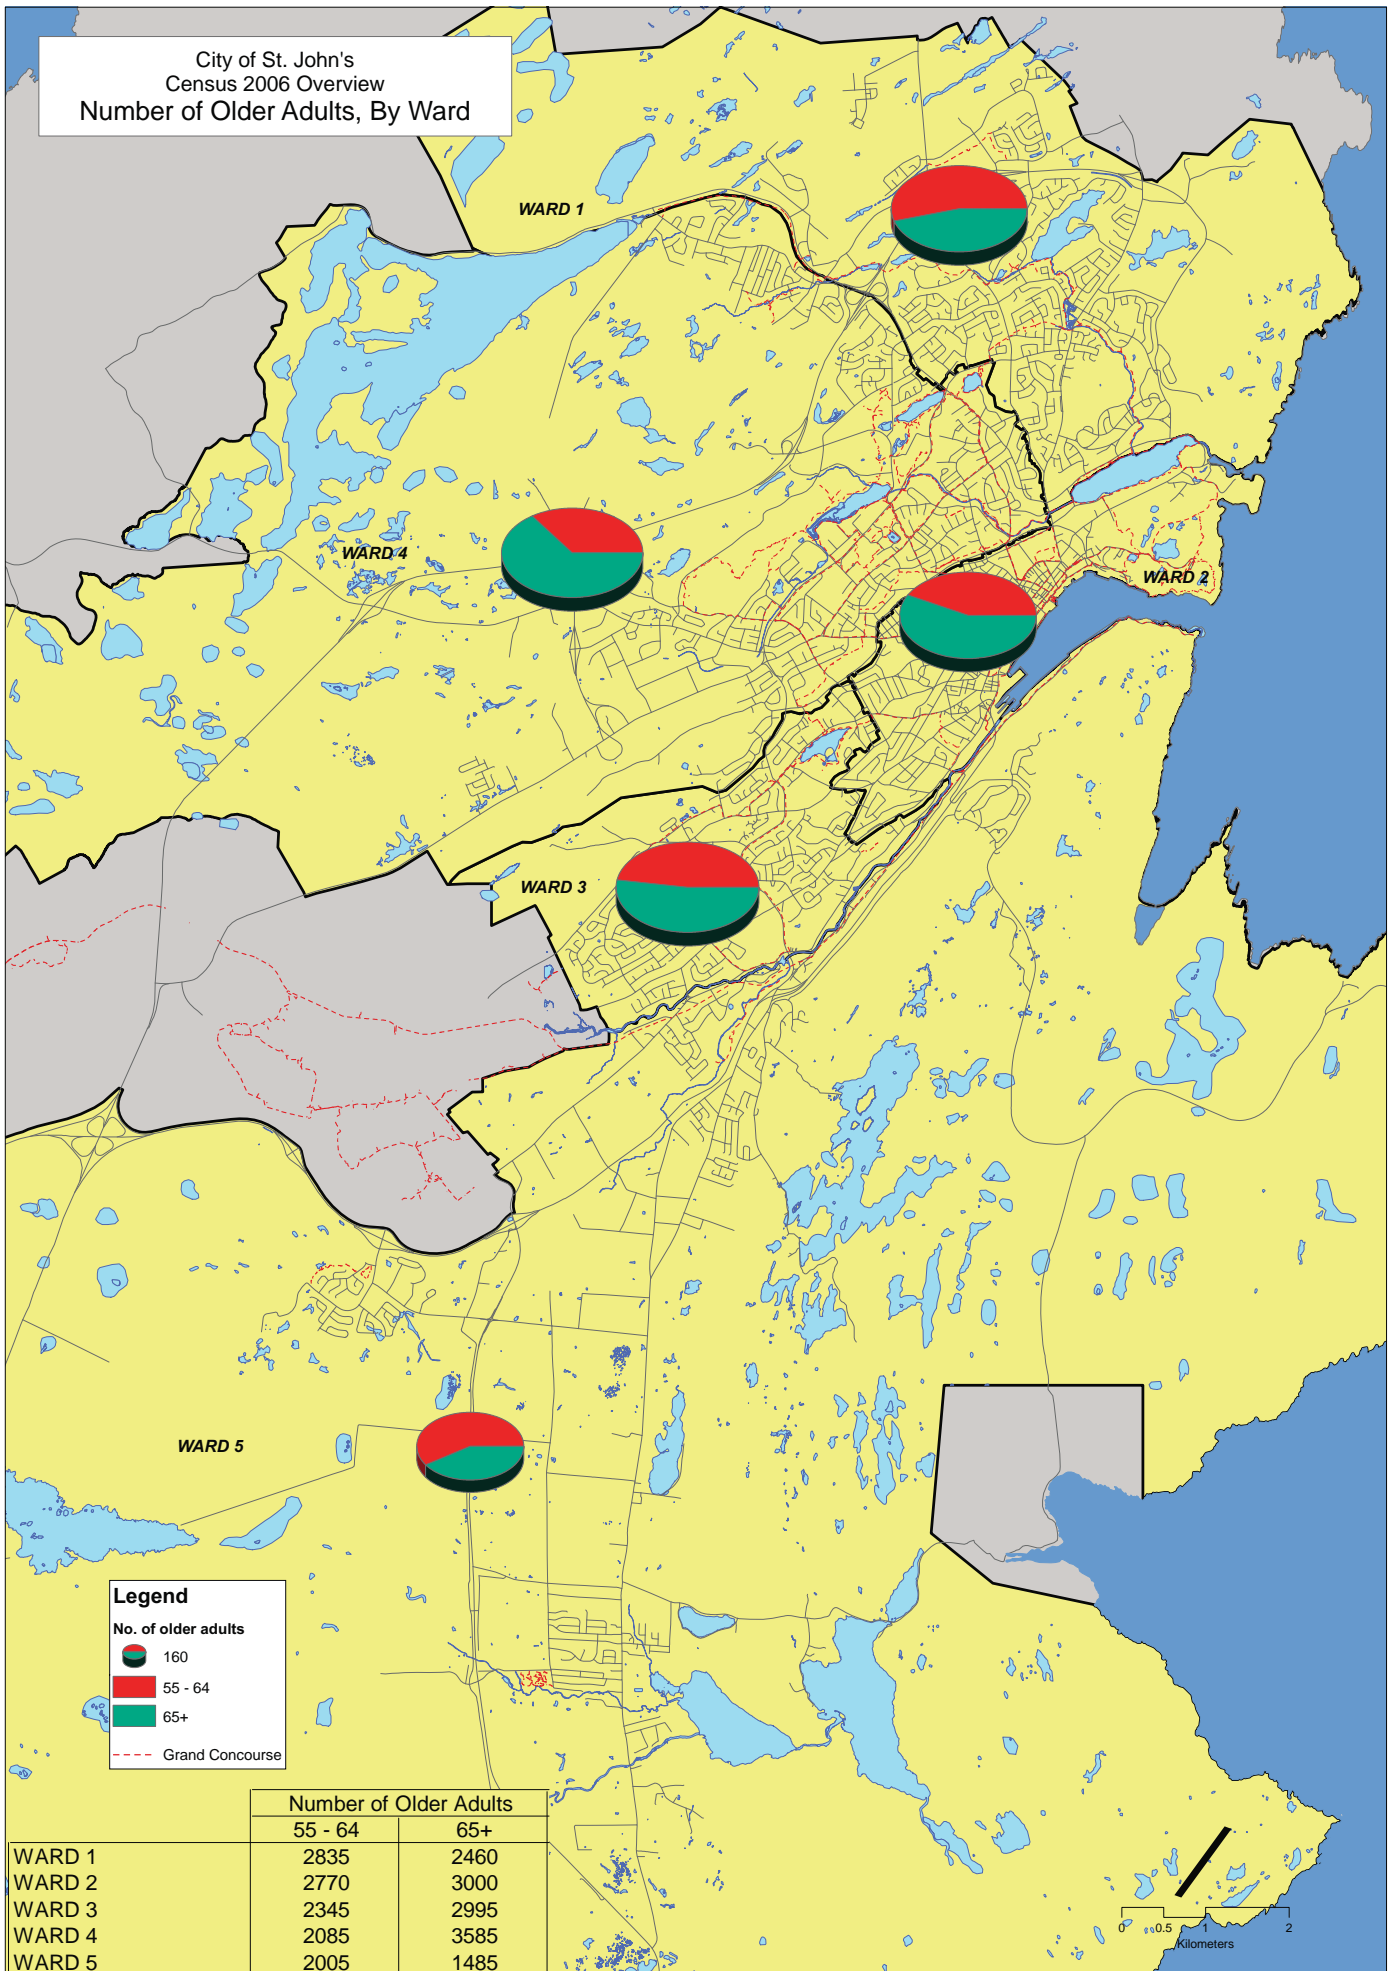 City of St. John's
Census 2006 Overview
Number of Older Adults, By Ward
WARD 1
WARD 4
WARD 2
WARD 3
WARD 5
Legend
No. of older adults
160
55 - 64
65+
Grand Concourse
Number of Older Adults
55 - 64 65+
WARD 1 2835 2460
WARD 2 2770 3000
WARD 3 2345 2995
WARD 4 2085 3585
WARD 5 2005 1485
0 0.5 1 2
Kilometers